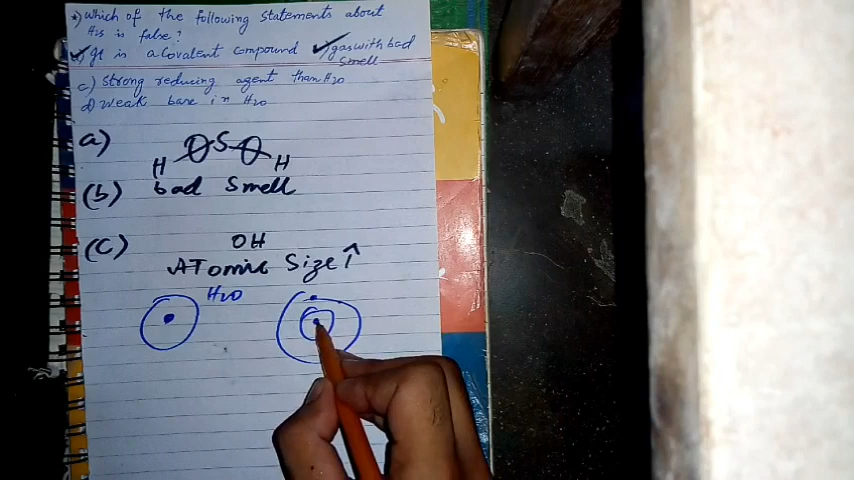 *) Which of the following statements about
H2S is false?
a) It is a Covalent compound b) gas with bad
smell
c) Strong reducing agent than H2O
d) weak base in H2O
a) H S H
(b) bad smell
(C) OH
ATomic Size ↑
H2O